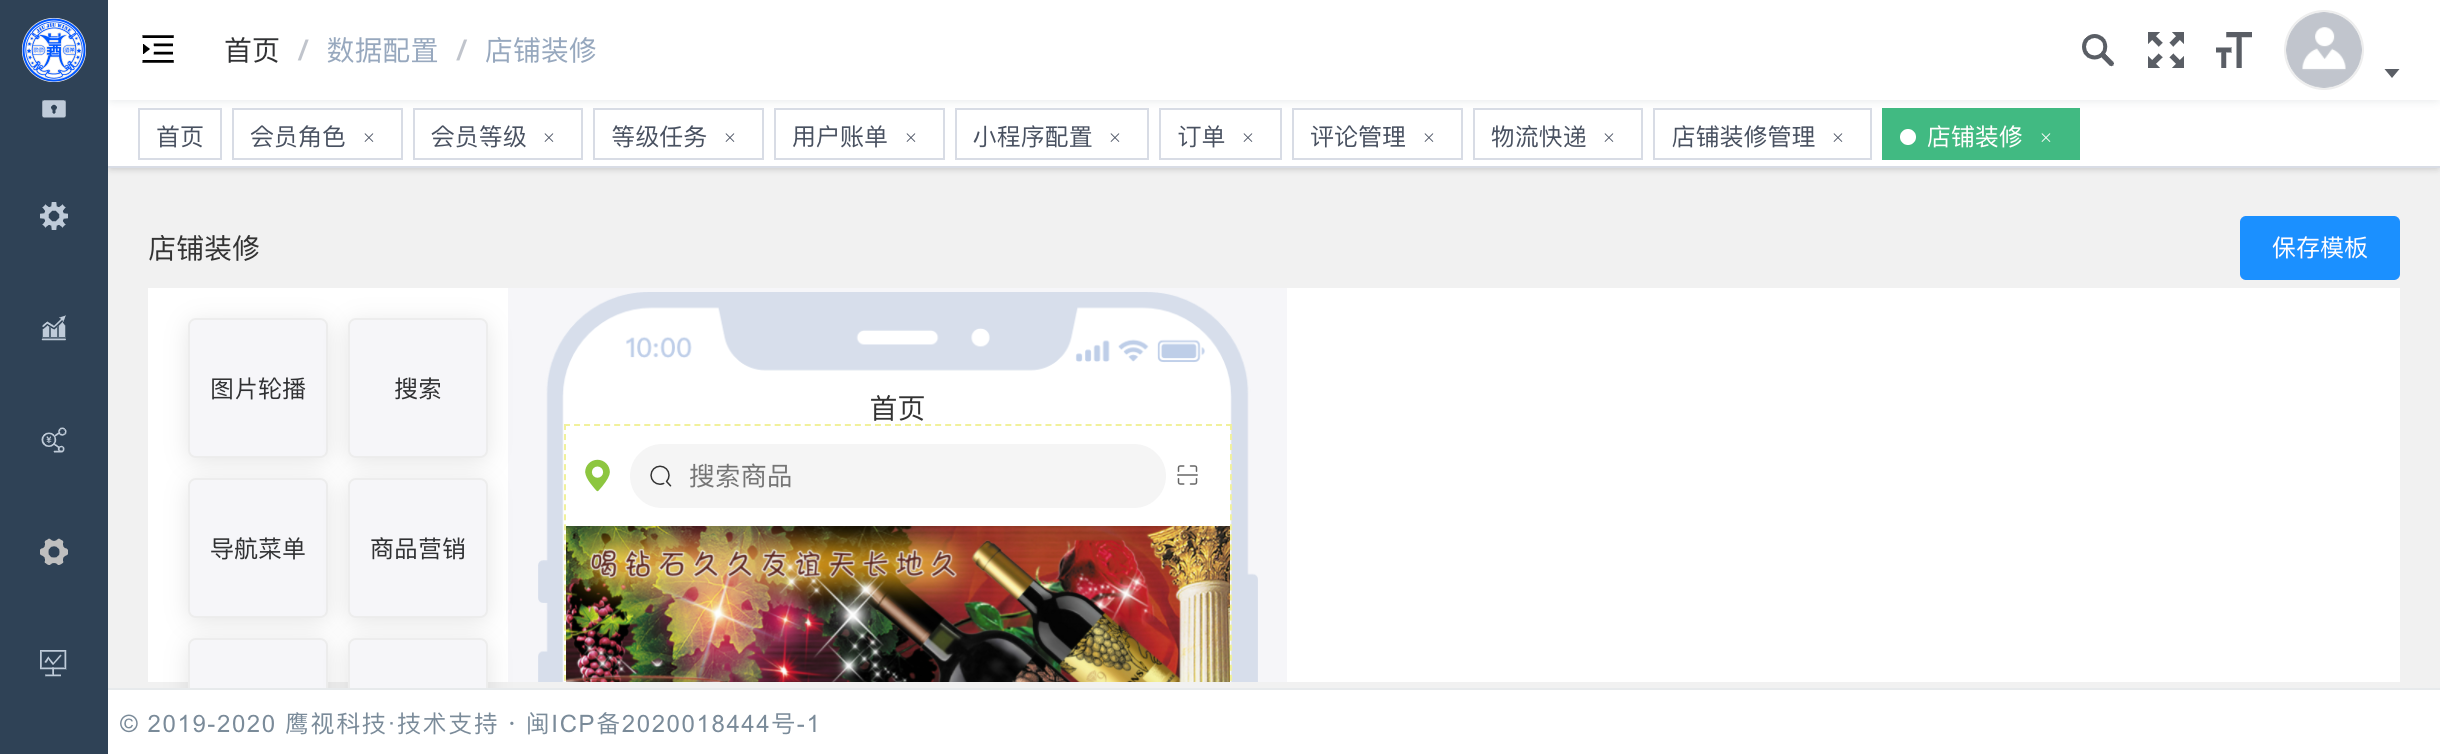 首页 / 数据配置 / 店铺装修
首页 会员角色 × 会员等级 × 等级任务 × 用户账单 × 小程序配置 × 订单 × 评论管理 × 物流快递 × 店铺装修管理 × 店铺装修 ×
店铺装修
保存模板
图片轮播 搜索
导航菜单 商品营销
10:00
首页
搜索商品
喝钻石久久友谊天长地久
© 2019-2020 鹰视科技·技术支持 · 闽ICP备2020018444号-1